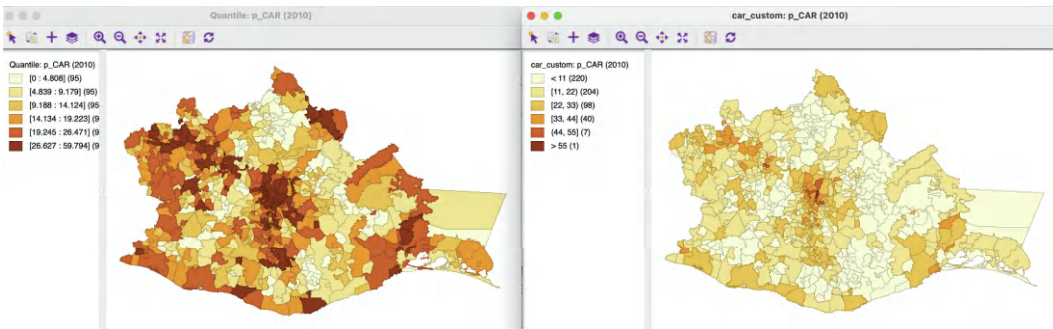 Quantile: p_CAR (2010)
Quantile: p_CAR (2010)
[0 : 4.808] (95)
[4.839 : 9.179] (95)
[9.188 : 14.124] (95
[14.134 : 19.223] (9
[19.245 : 26.471] (9
[26.627 : 59.794] (9
car_custom: p_CAR (2010)
car_custom: p_CAR (2010)
< 11 (220)
[11, 22) (204)
[22, 33) (98)
[33, 44] (40)
(44, 55] (7)
> 55 (1)